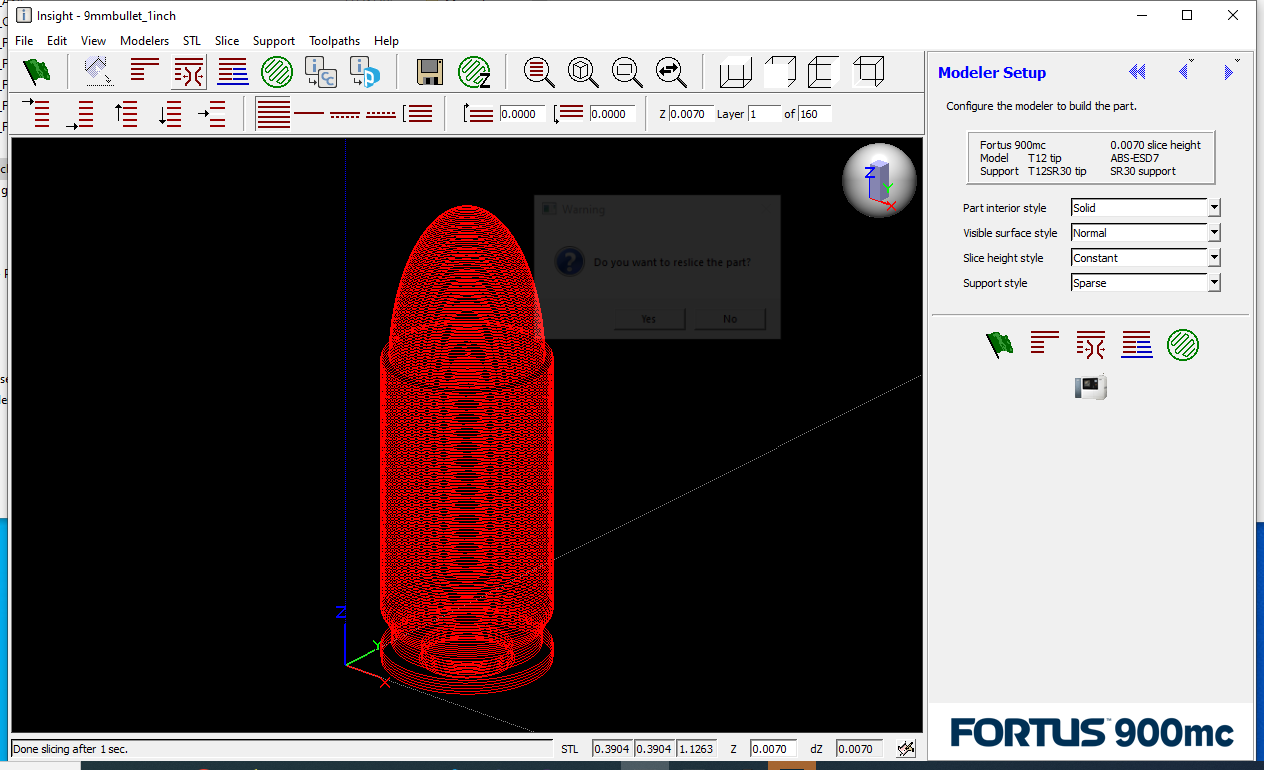 Insight - 9mmbullet_1inch
File Edit View Modelers STL Slice Support Toolpaths Help
0.0000 0.0000 Z 0.0070 Layer 1 of 160
Z
Y
X
Warning
Do you want to reslice the part?
Yes No
Z
Y
X
Modeler Setup
Configure the modeler to build the part.
Fortus 900mc 0.0070 slice height
Model T12 tip ABS-ESD7
Support T12SR30 tip SR30 support
Part interior style Solid
Visible surface style Normal
Slice height style Constant
Support style Sparse
FORTUS™ 900mc
Done slicing after 1 sec. STL 0.3904 0.3904 1.1263 Z 0.0070 dZ 0.0070